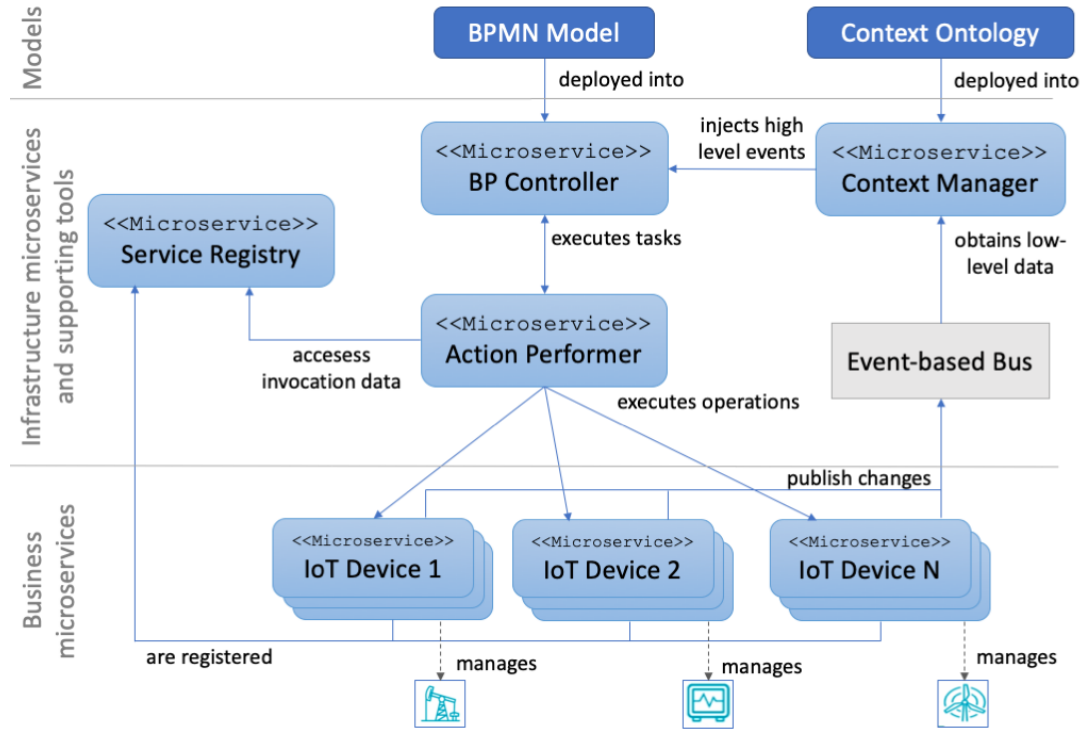 Models
BPMN Model
Context Ontology
deployed into
deployed into
Infrastructure microservices
and supporting tools
<<Microservice>>
BP Controller
injects high
level events
<<Microservice>>
Context Manager
<<Microservice>>
Service Registry
executes tasks
obtains low-
level data
<<Microservice>>
Action Performer
accesess
invocation data
Event-based Bus
executes operations
Business
microservices
publish changes
<<Microservice>>
IoT Device 1
<<Microservice>>
IoT Device 2
<<Microservice>>
IoT Device N
are registered
manages
manages
manages